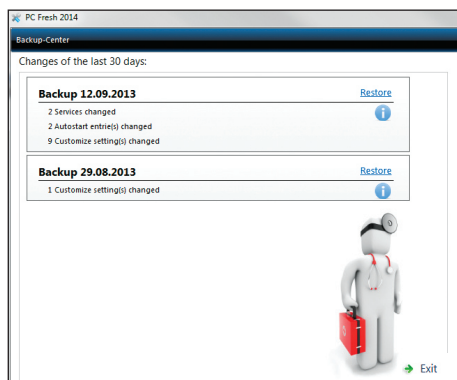 PC Fresh 2014
Backup-Center
Changes of the last 30 days:
Backup 12.09.2013 Restore
2 Services changed
2 Autostart entrie(s) changed
9 Customize setting(s) changed
Backup 29.08.2013 Restore
1 Customize setting(s) changed
Exit